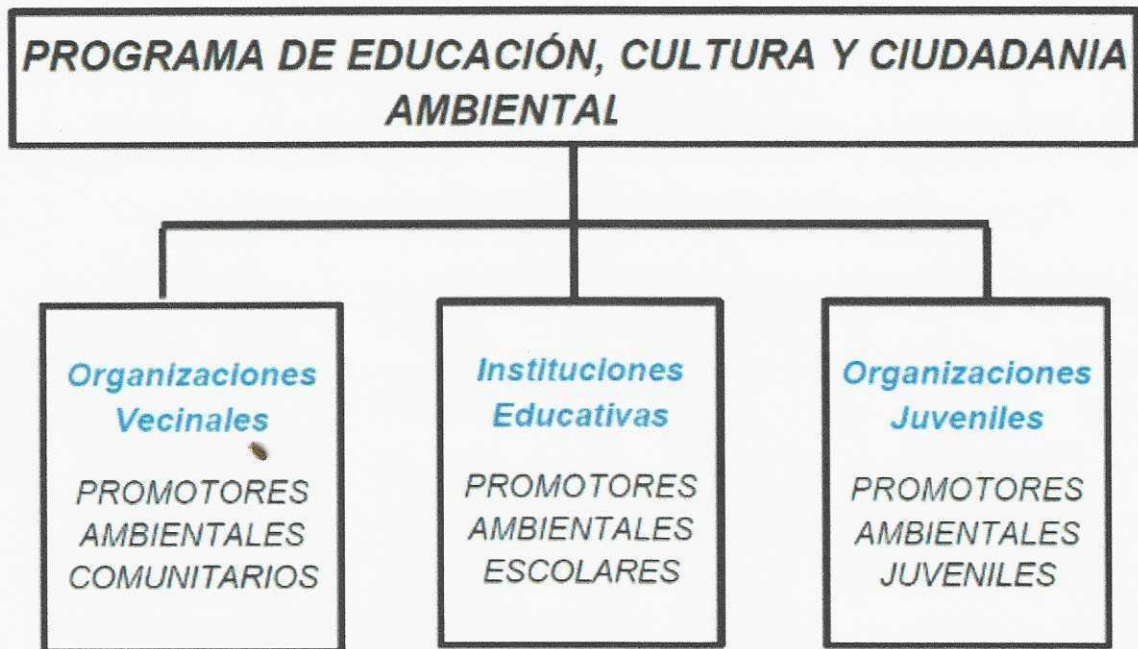 PROGRAMA DE EDUCACIÓN, CULTURA Y CIUDADANIA
AMBIENTAL
Organizaciones
Vecinales
PROMOTORES
AMBIENTALES
COMUNITARIOS
Instituciones
Educativas
PROMOTORES
AMBIENTALES
ESCOLARES
Organizaciones
Juveniles
PROMOTORES
AMBIENTALES
JUVENILES